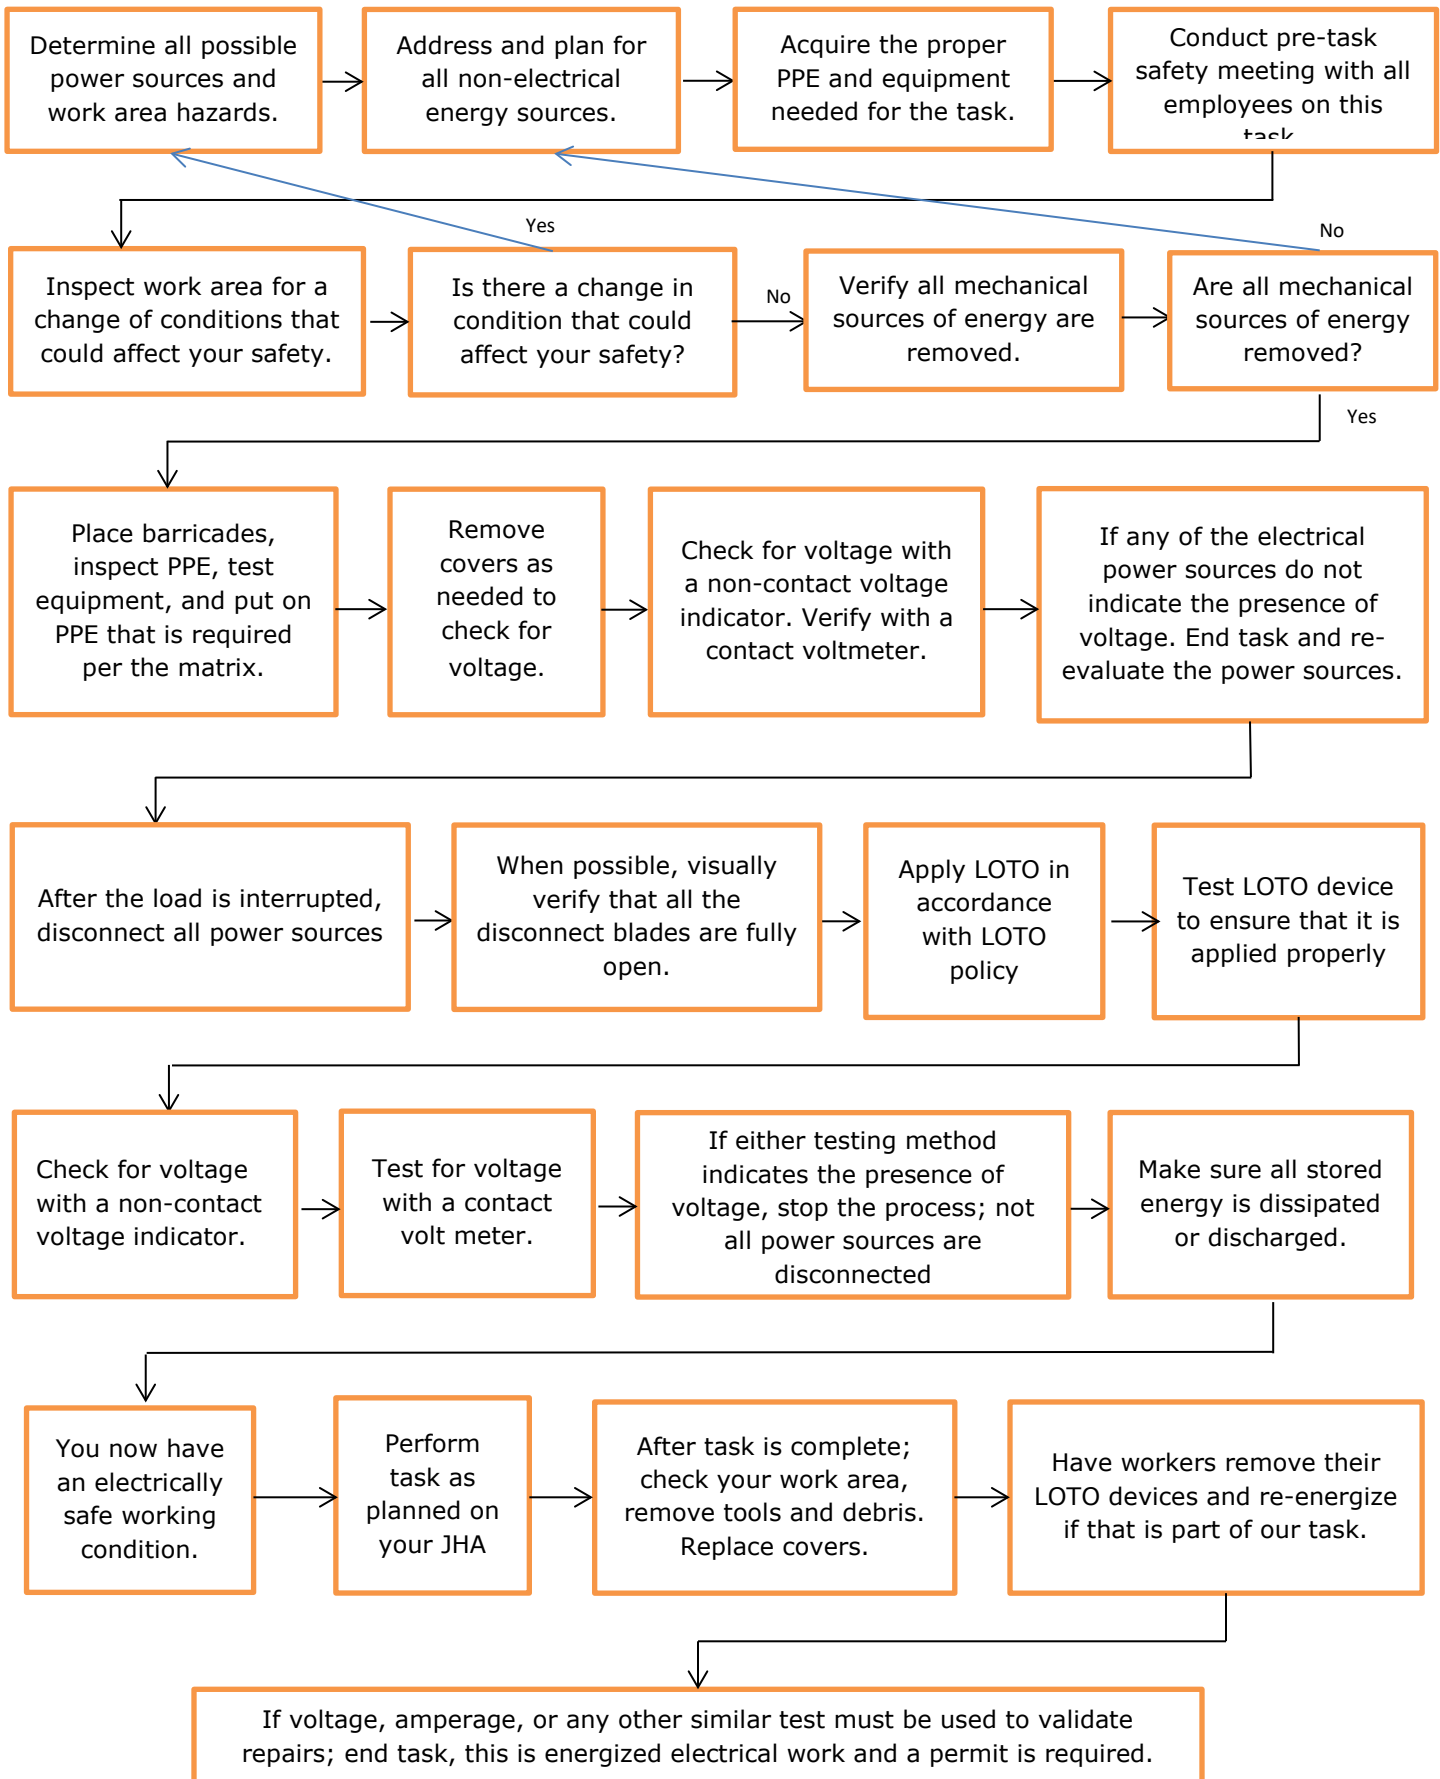 Determine all possible
power sources and
work area hazards.
Address and plan for
all non-electrical
energy sources.
Acquire the proper
PPE and equipment
needed for the task.
Conduct pre-task
safety meeting with all
employees on this
task
Yes
No
Inspect work area for a
change of conditions that
could affect your safety.
Is there a change in
condition that could
affect your safety?
No
Verify all mechanical
sources of energy are
removed.
Are all mechanical
sources of energy
removed?
Yes
Place barricades,
inspect PPE, test
equipment, and put on
PPE that is required
per the matrix.
Remove
covers as
needed to
check for
voltage.
Check for voltage with
a non-contact voltage
indicator. Verify with a
contact voltmeter.
If any of the electrical
power sources do not
indicate the presence of
voltage. End task and re-
evaluate the power sources.
After the load is interrupted,
disconnect all power sources
When possible, visually
verify that all the
disconnect blades are fully
open.
Apply LOTO in
accordance
with LOTO
policy
Test LOTO device
to ensure that it is
applied properly
Check for voltage
with a non-contact
voltage indicator.
Test for voltage
with a contact
volt meter.
If either testing method
indicates the presence of
voltage, stop the process; not
all power sources are
disconnected
Make sure all stored
energy is dissipated
or discharged.
You now have
an electrically
safe working
condition.
Perform
task as
planned on
your JHA
After task is complete;
check your work area,
remove tools and debris.
Replace covers.
Have workers remove their
LOTO devices and re-energize
if that is part of our task.
If voltage, amperage, or any other similar test must be used to validate
repairs; end task, this is energized electrical work and a permit is required.